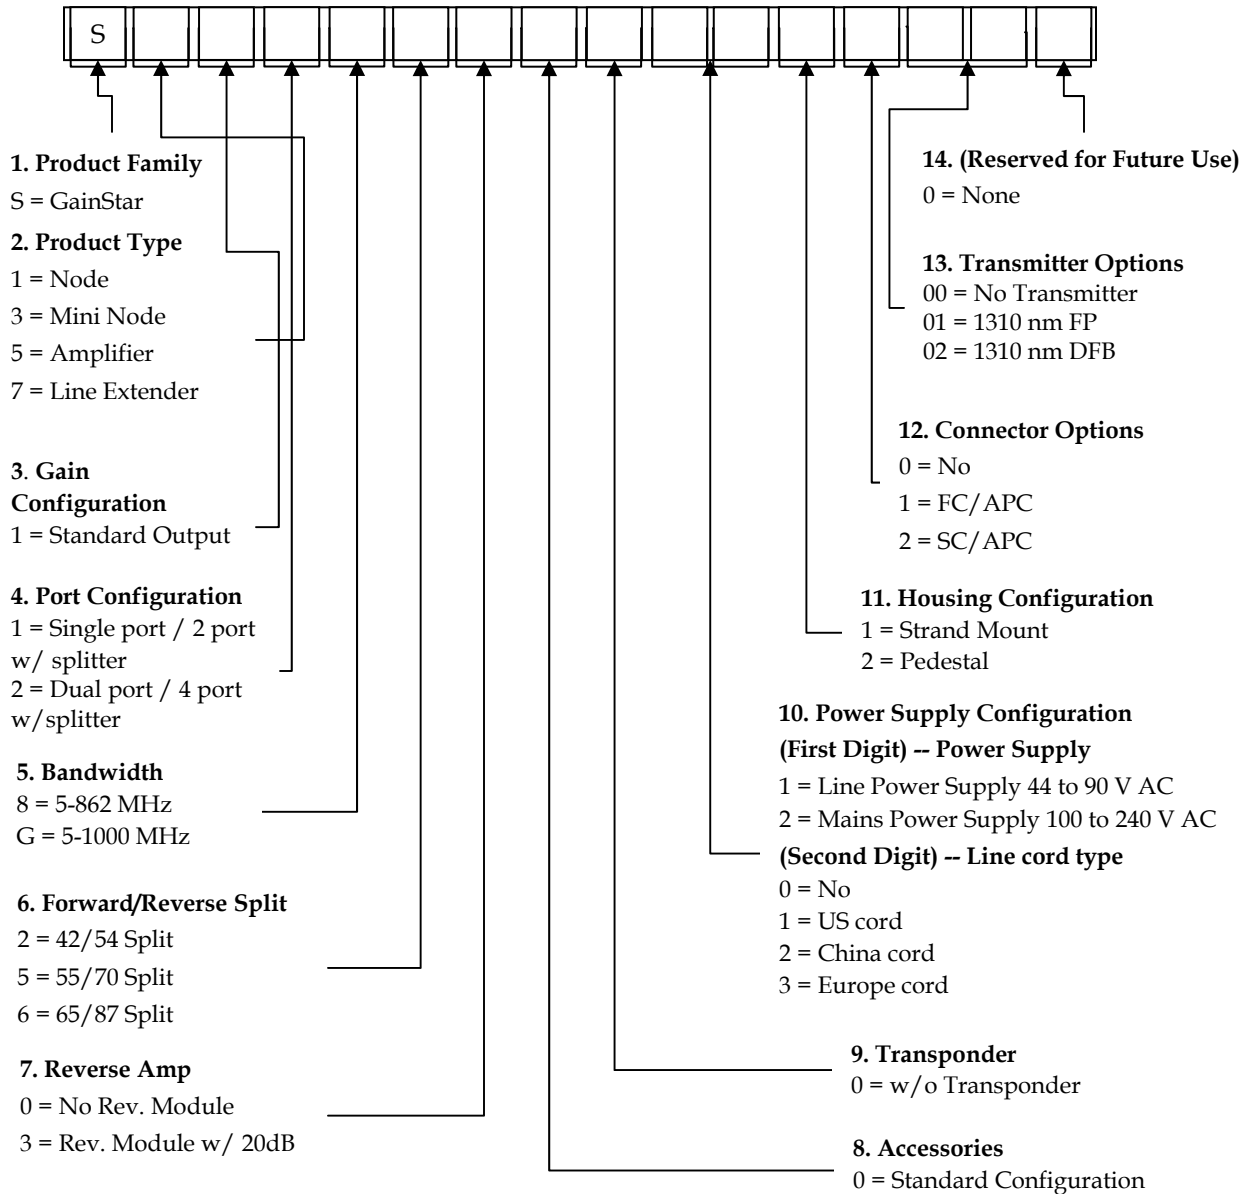 S
1. Product Family
S = GainStar
2. Product Type
1 = Node
3 = Mini Node
5 = Amplifier
7 = Line Extender
3. Gain
Configuration
1 = Standard Output
4. Port Configuration
1 = Single port / 2 port
w/ splitter
2 = Dual port / 4 port
w/splitter
5. Bandwidth
8 = 5-862 MHz
G = 5-1000 MHz
6. Forward/Reverse Split
2 = 42/54 Split
5 = 55/70 Split
6 = 65/87 Split
7. Reverse Amp
0 = No Rev. Module
3 = Rev. Module w/ 20dB
14. (Reserved for Future Use)
0 = None
13. Transmitter Options
00 = No Transmitter
01 = 1310 nm FP
02 = 1310 nm DFB
12. Connector Options
0 = No
1 = FC/APC
2 = SC/APC
11. Housing Configuration
1 = Strand Mount
2 = Pedestal
10. Power Supply Configuration
(First Digit) -- Power Supply
1 = Line Power Supply 44 to 90 V AC
2 = Mains Power Supply 100 to 240 V AC
(Second Digit) -- Line cord type
0 = No
1 = US cord
2 = China cord
3 = Europe cord
9. Transponder
0 = w/o Transponder
8. Accessories
0 = Standard Configuration